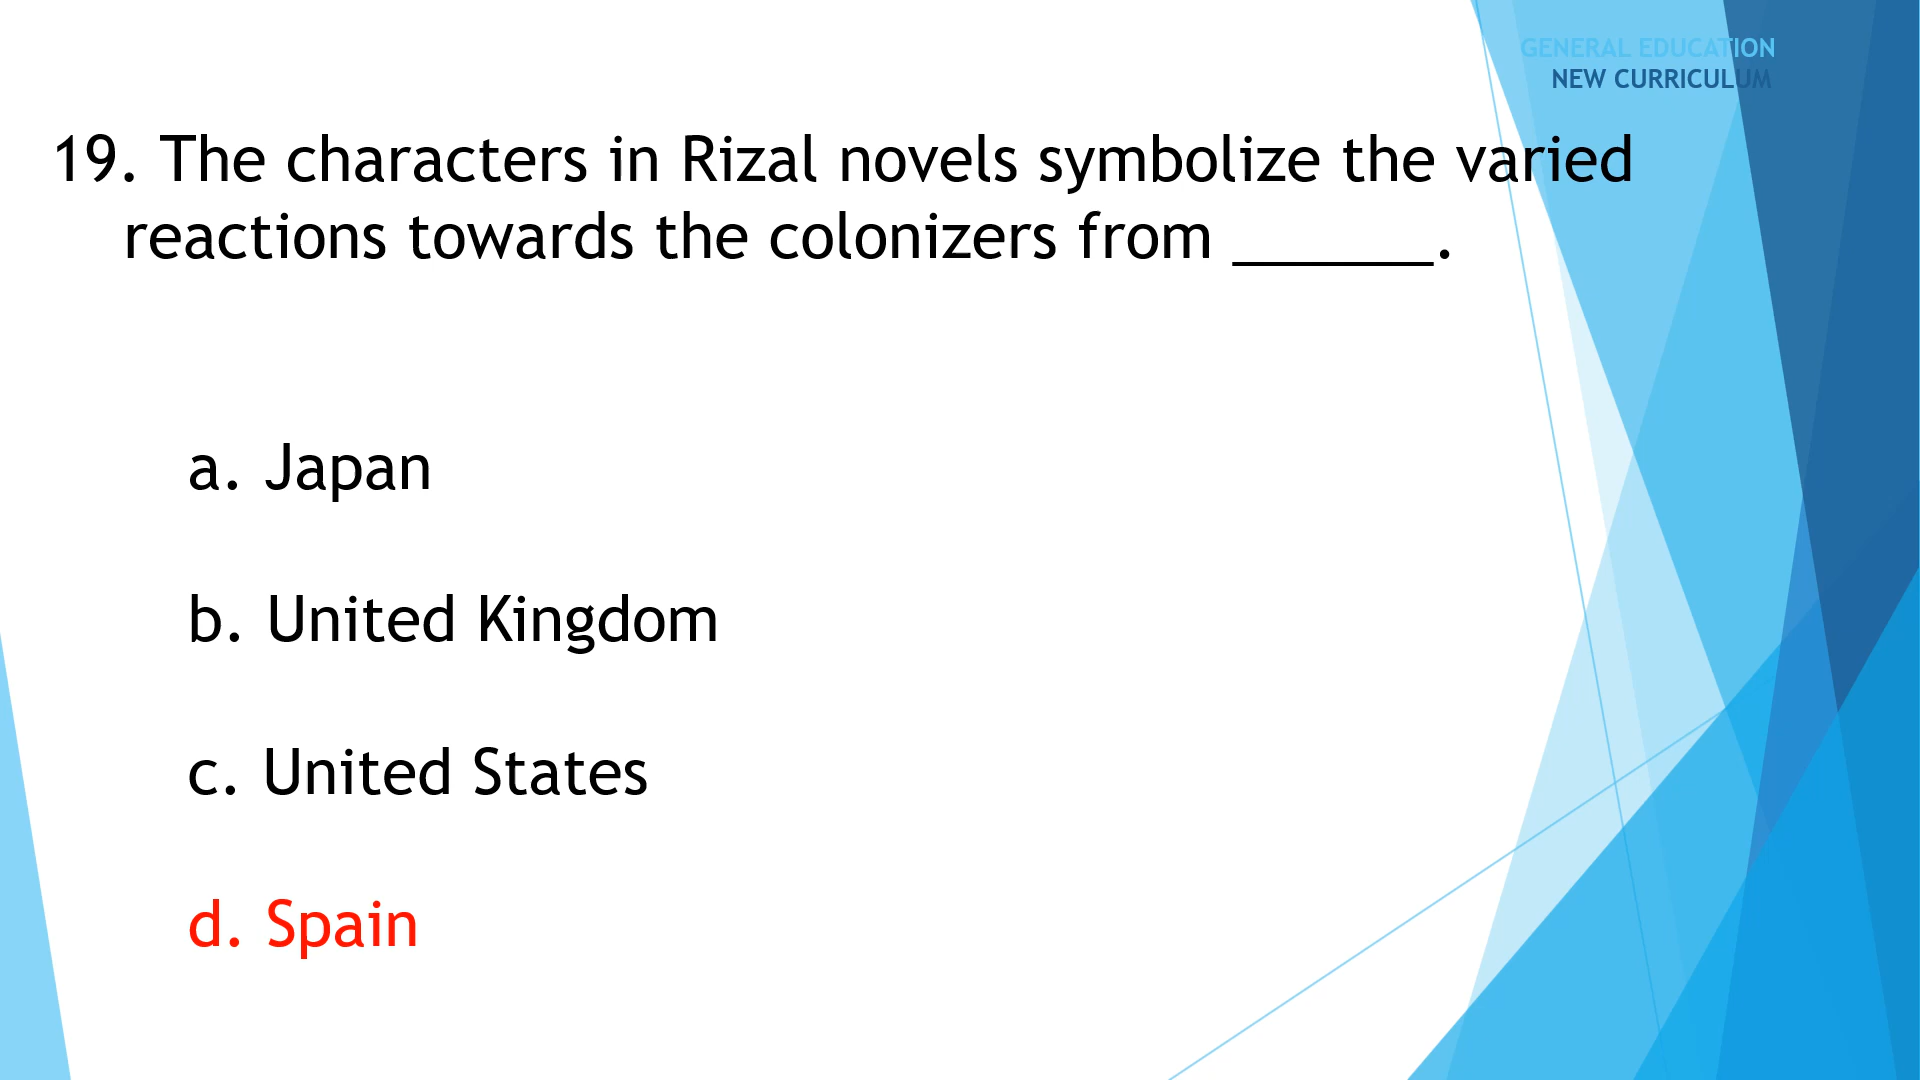 GENERAL EDUCATION
NEW CURRICULUM
19. The characters in Rizal novels symbolize the varied
reactions towards the colonizers from ______.
a. Japan
b. United Kingdom
c. United States
d. Spain